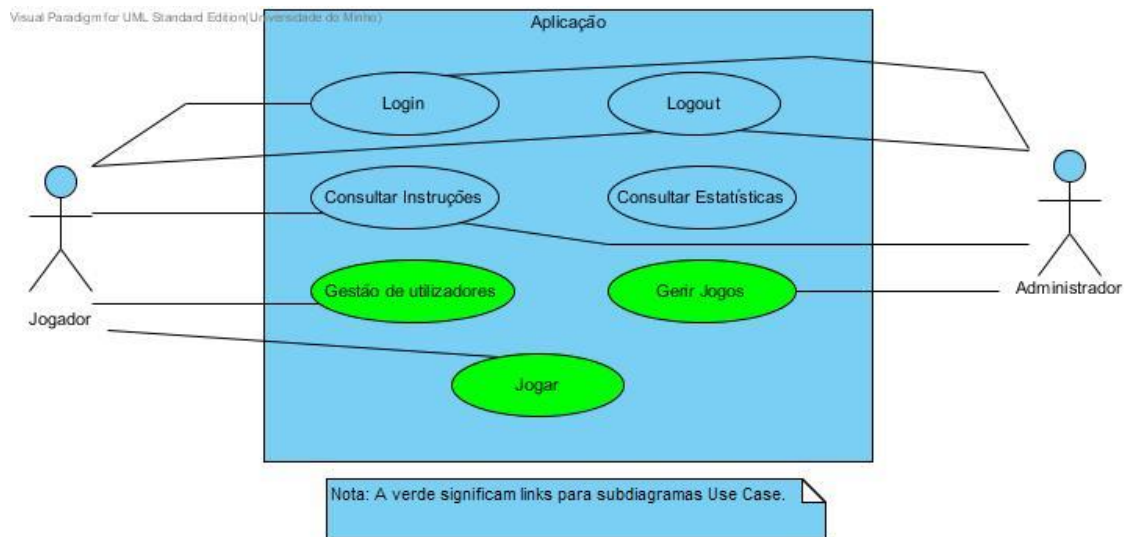 Visual Paradigm for UML Standard Edition(Universidade do Minho)
Aplicação
Login
Logout
Consultar Instruções
Consultar Estatísticas
Gestão de utilizadores
Gerir Jogos
Administrador
Jogador
Jogar
Nota: A verde significam links para subdiagramas Use Case.